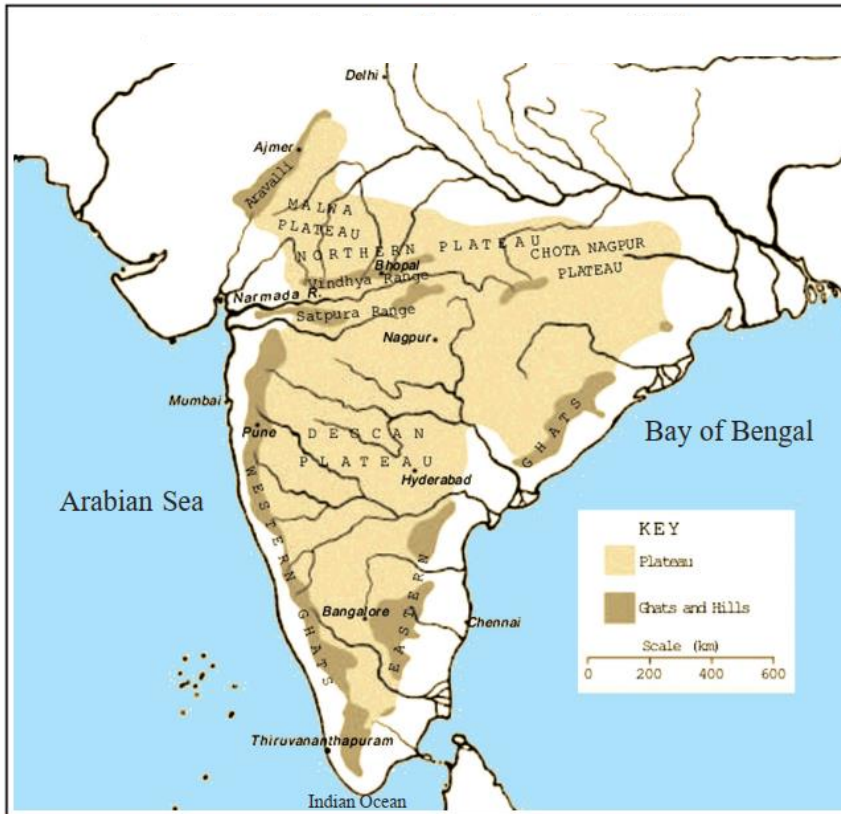 Delhi
Ajmer
Aravalli
MALWA
PLATEAU
NORTHERN PLATEAU
CHOTA NAGPUR
PLATEAU
Bhopal
Vindhya Range
Narmada R.
Satpura Range
Nagpur
Mumbai
Pune
DECCAN
PLATEAU
Hyderabad
GHATS
Bay of Bengal
Arabian Sea
WESTERN GHATS
EASTERN
Bangalore
Chennai
Thiruvananthapuram
Indian Ocean
KEY
Plateau
Ghats and Hills
Scale (km)
0 200 400 600